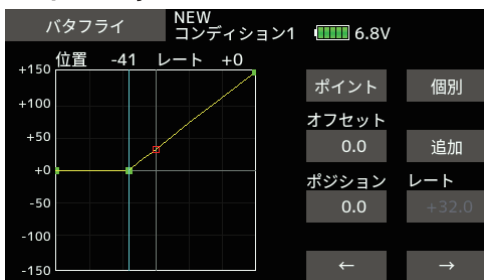 バタフライ
NEW
コンディション1
6.8V
位置 -41 レート +0
+150
+100
+50
+0
-50
-100
-150
ポイント 個別
オフセット
0.0 追加
ポジション レート
0.0 +32.0
← →